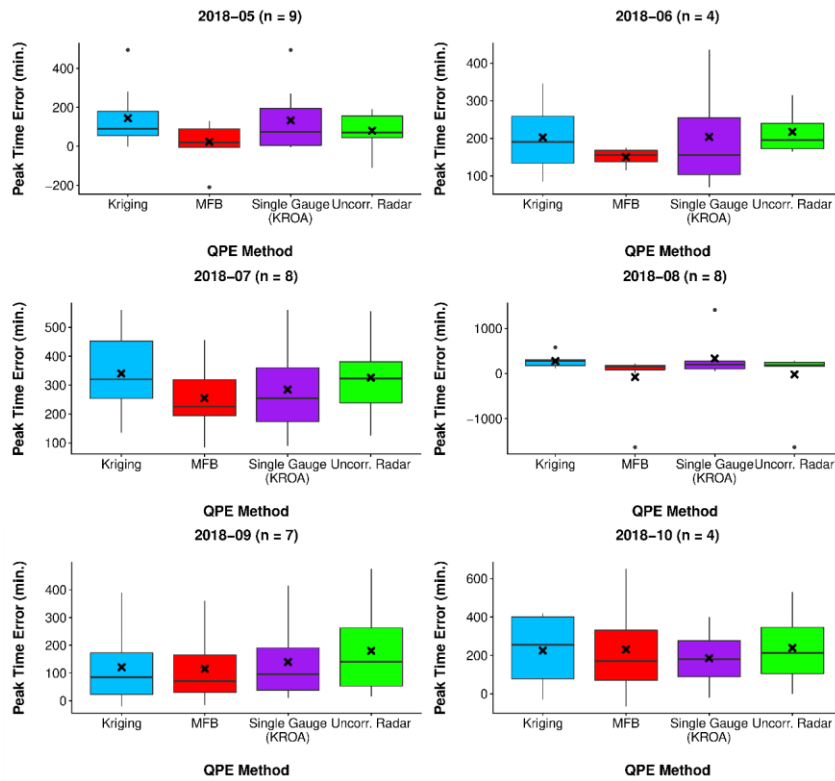 2018−05 (n = 9)
Peak Time Error (min.)
400
200
0
−200
Kriging MFB Single Gauge Uncorr. Radar
(KROA)
QPE Method
2018−06 (n = 4)
Peak Time Error (min.)
400
300
200
100
Kriging MFB Single Gauge Uncorr. Radar
(KROA)
QPE Method
2018−07 (n = 8)
Peak Time Error (min.)
500
400
300
200
100
Kriging MFB Single Gauge Uncorr. Radar
(KROA)
QPE Method
2018−08 (n = 8)
Peak Time Error (min.)
1000
0
−1000
Kriging MFB Single Gauge Uncorr. Radar
(KROA)
QPE Method
2018−09 (n = 7)
Peak Time Error (min.)
400
300
200
100
0
Kriging MFB Single Gauge Uncorr. Radar
(KROA)
QPE Method
2018−10 (n = 4)
Peak Time Error (min.)
600
400
200
0
Kriging MFB Single Gauge Uncorr. Radar
(KROA)
QPE Method